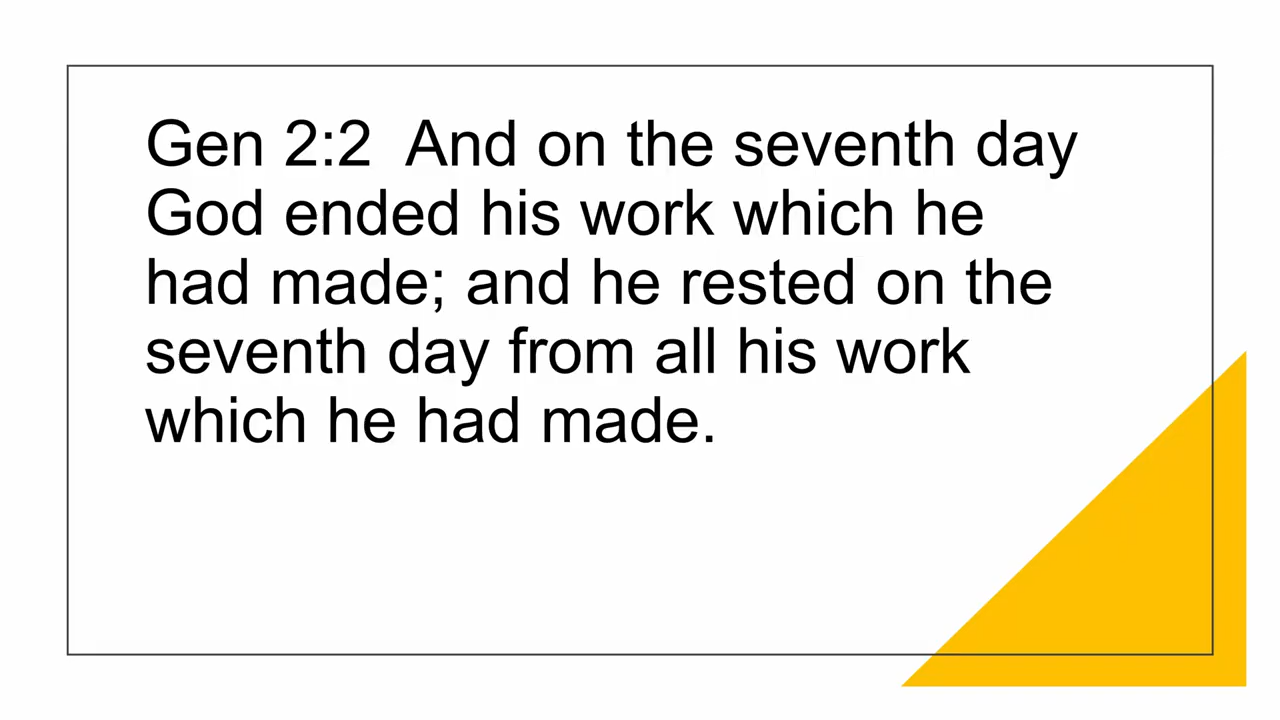 Gen 2:2  And on the seventh day
God ended his work which he
had made; and he rested on the
seventh day from all his work
which he had made.